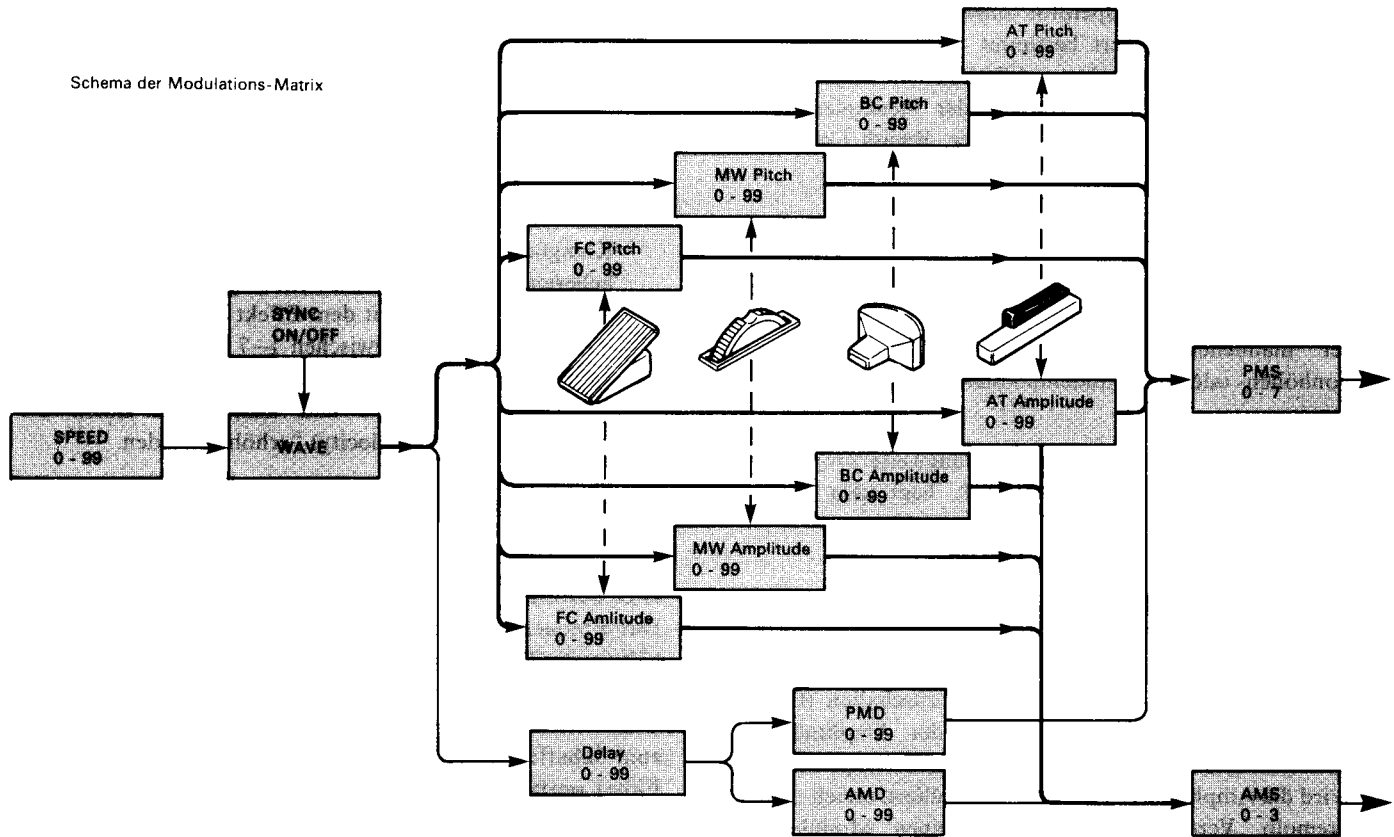 Schema der Modulations-Matrix
AT Pitch
0 - 99
BC Pitch
0 - 99
MW Pitch
0 - 99
FC Pitch
0 - 99
SYNC
ON/OFF
SPEED
0 - 99
WAVE
PMS
0 - 7
AT Amplitude
0 - 99
BC Amplitude
0 - 99
MW Amplitude
0 - 99
FC Amlitude
0 - 99
PMD
0 - 99
Delay
0 - 99
AMD
0 - 99
AMS
0 - 3